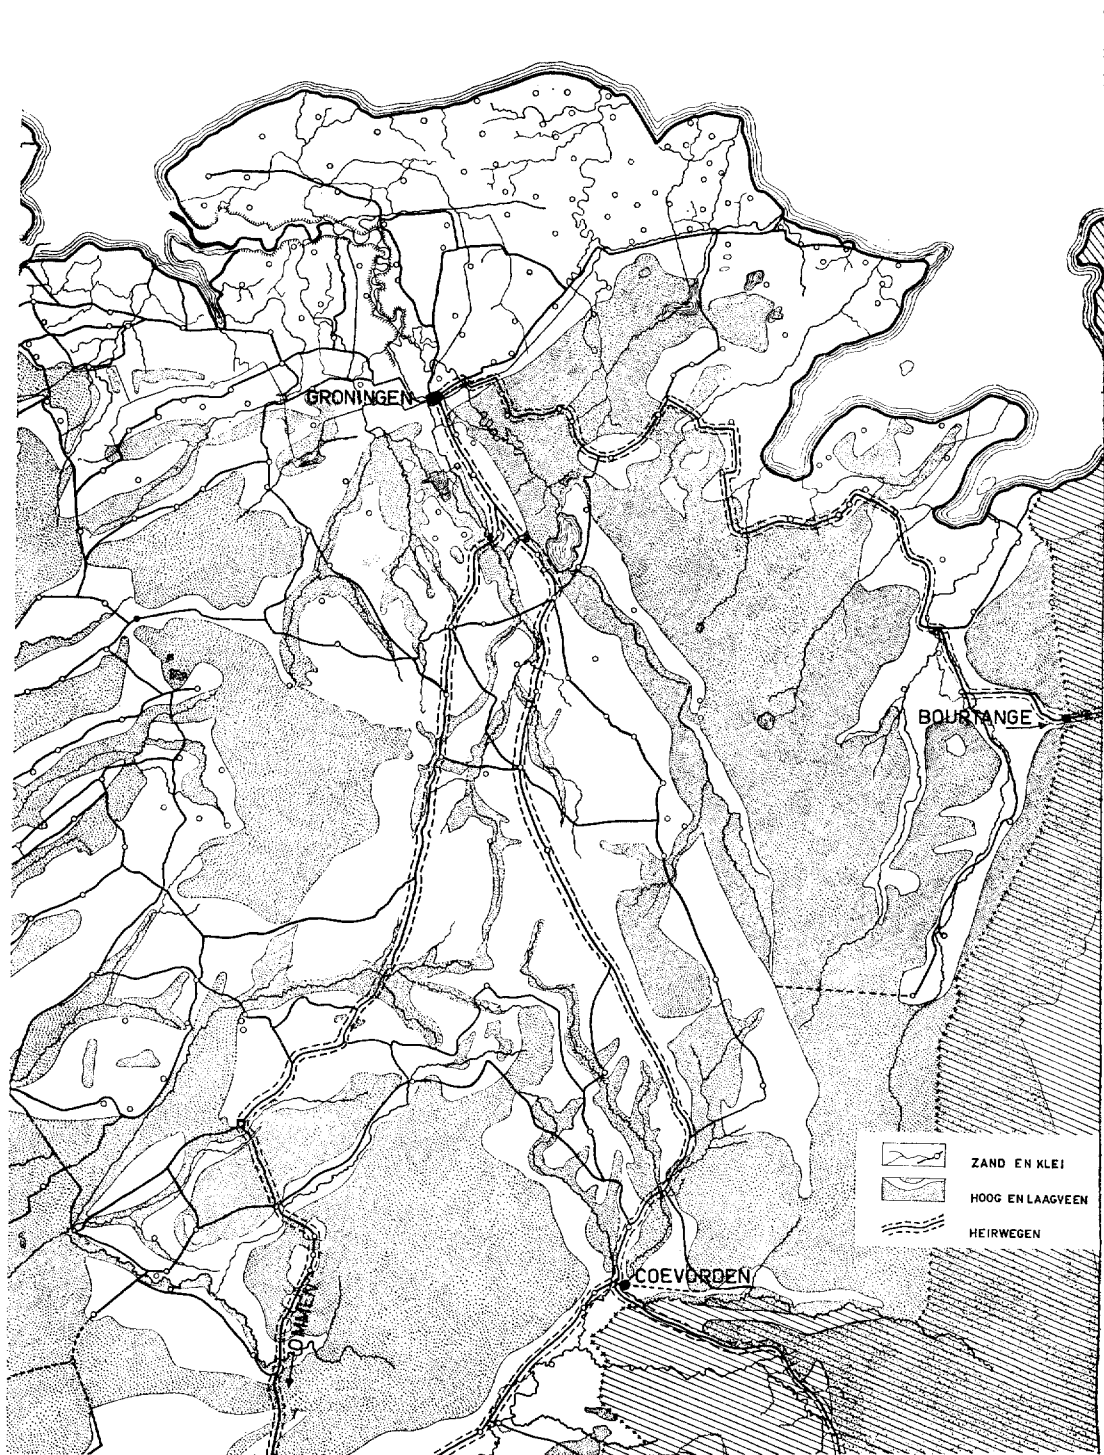 GRONINGEN
BOURTANGE
ZAND EN KLEI
HOOG EN LAAGVEEN
HEIRWEGEN
COEVORDEN
OMMEN